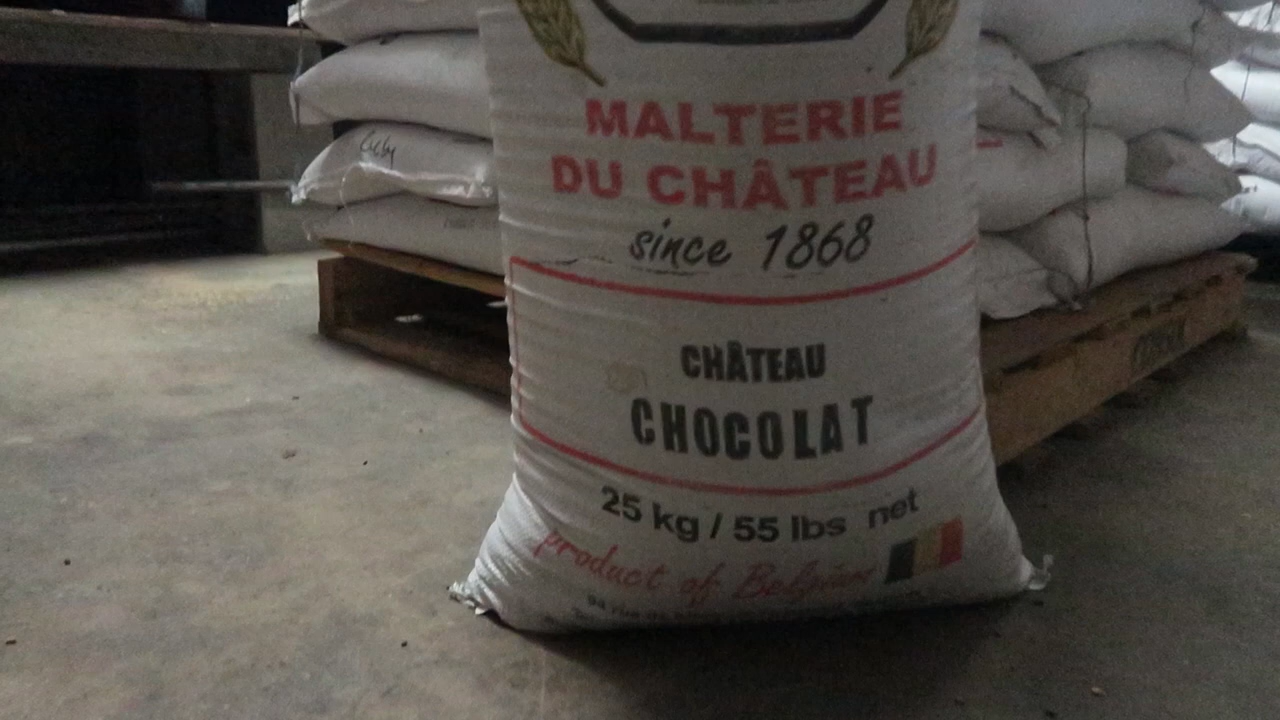 MALTERIE
DU CHÂTEAU
since 1868
CHÂTEAU
CHOCOLAT
25 kg / 55 lbs net
product of Belgium